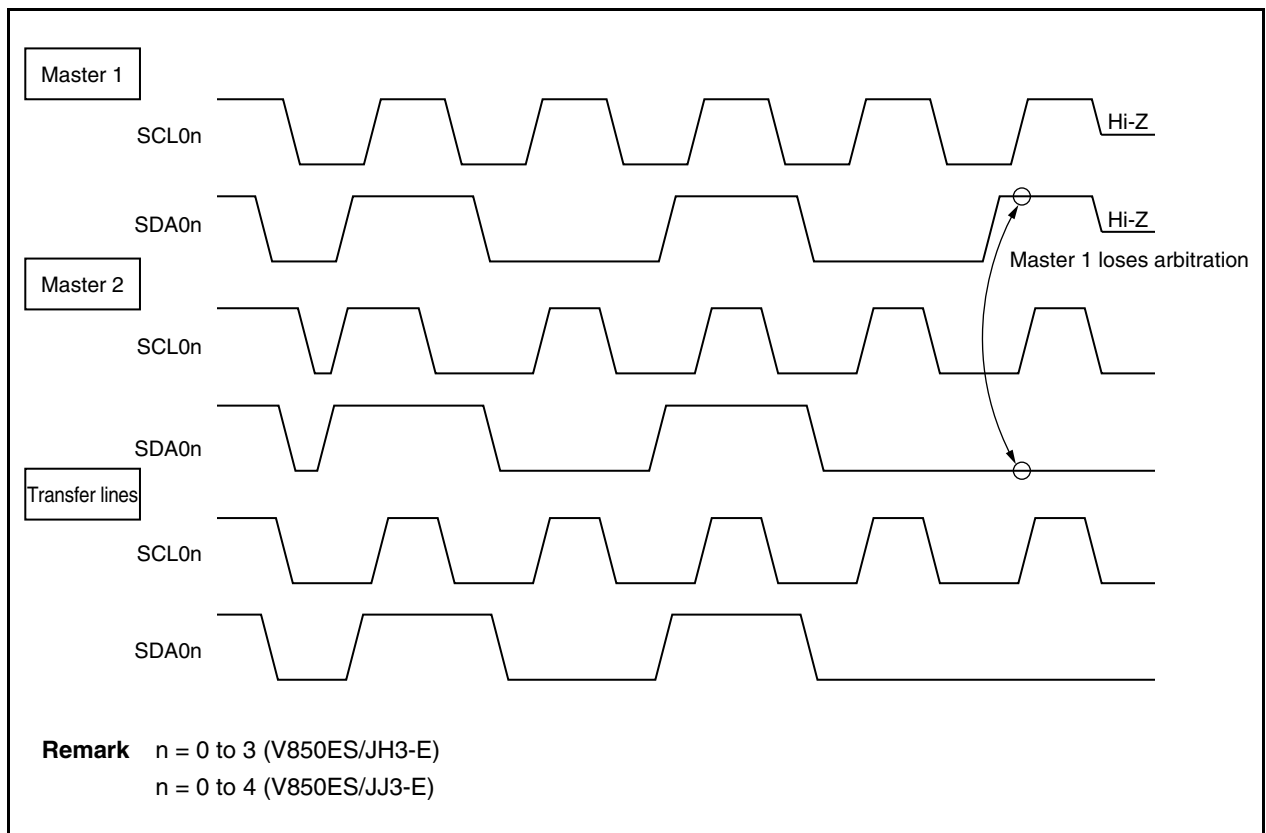 Master 1
SCL0n
Hi-Z
SDA0n
Hi-Z
Master 1 loses arbitration
Master 2
SCL0n
SDA0n
Transfer lines
SCL0n
SDA0n
Remark n = 0 to 3 (V850ES/JH3-E)
n = 0 to 4 (V850ES/JJ3-E)